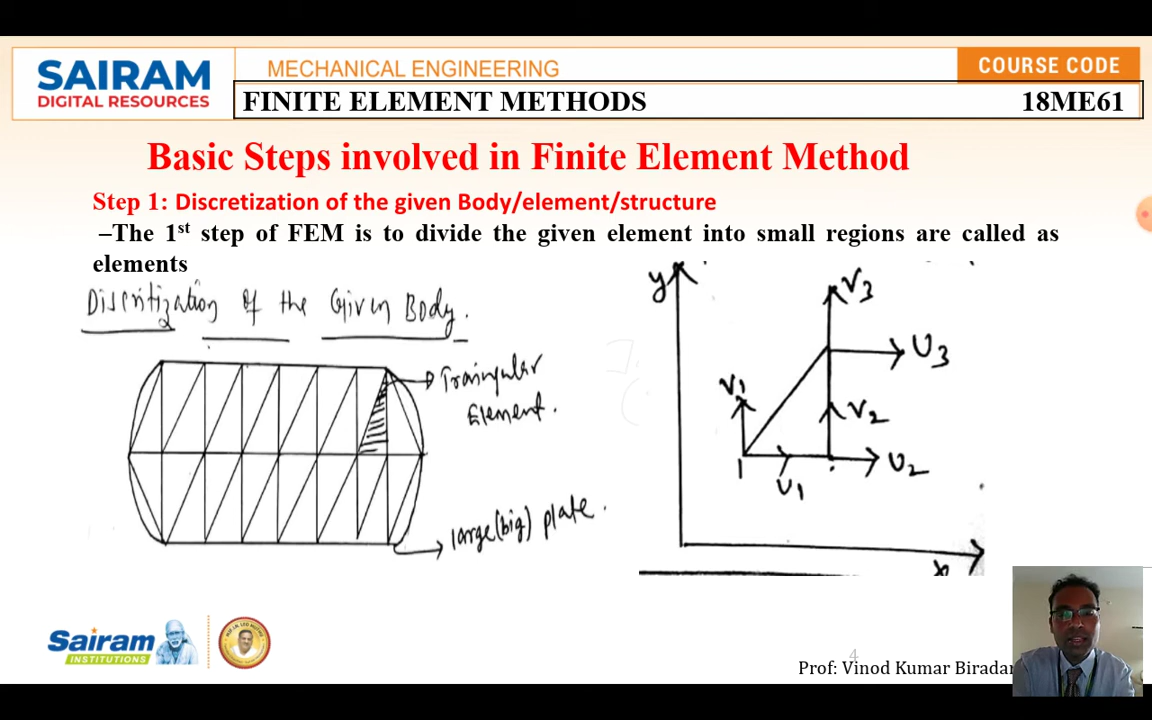 SAIRAM
DIGITAL RESOURCES
MECHANICAL ENGINEERING
COURSE CODE
FINITE ELEMENT METHODS 18ME61
Basic Steps involved in Finite Element Method
Step 1: Discretization of the given Body/element/structure
–The 1st step of FEM is to divide the given element into small regions are called as
elements
Discritization of the Given Body.
Traingular
Element.
large(big) plate.
y
V3
U3
V1
V2
1
U1
U2
x
Sairam
INSTITUTIONS
4
Prof: Vinod Kumar Biradar